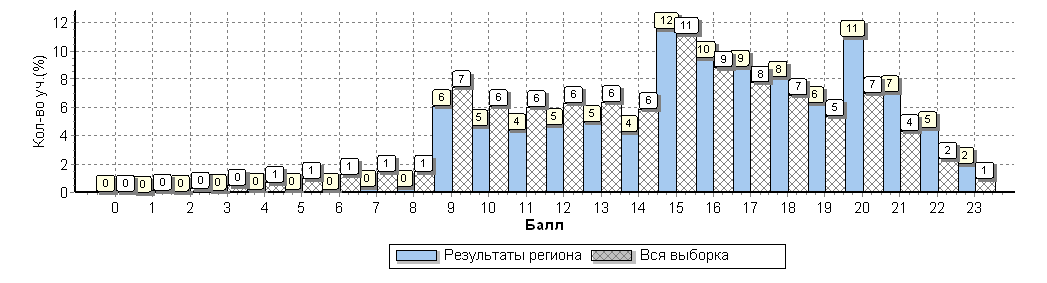 Кол-во уч.(%)
12
10
8
6
4
2
0
0 0 0 0 0 0 0 0 0 1 0 1 0 1 0 1 0 1 6 7 5 6 4 6 5 6 5 6 4 6 12 11 10 9 9 8 8 7 6 5 11 7 7 4 5 2 2 1
0 1 2 3 4 5 6 7 8 9 10 11 12 13 14 15 16 17 18 19 20 21 22 23
Балл
Результаты региона Вся выборка